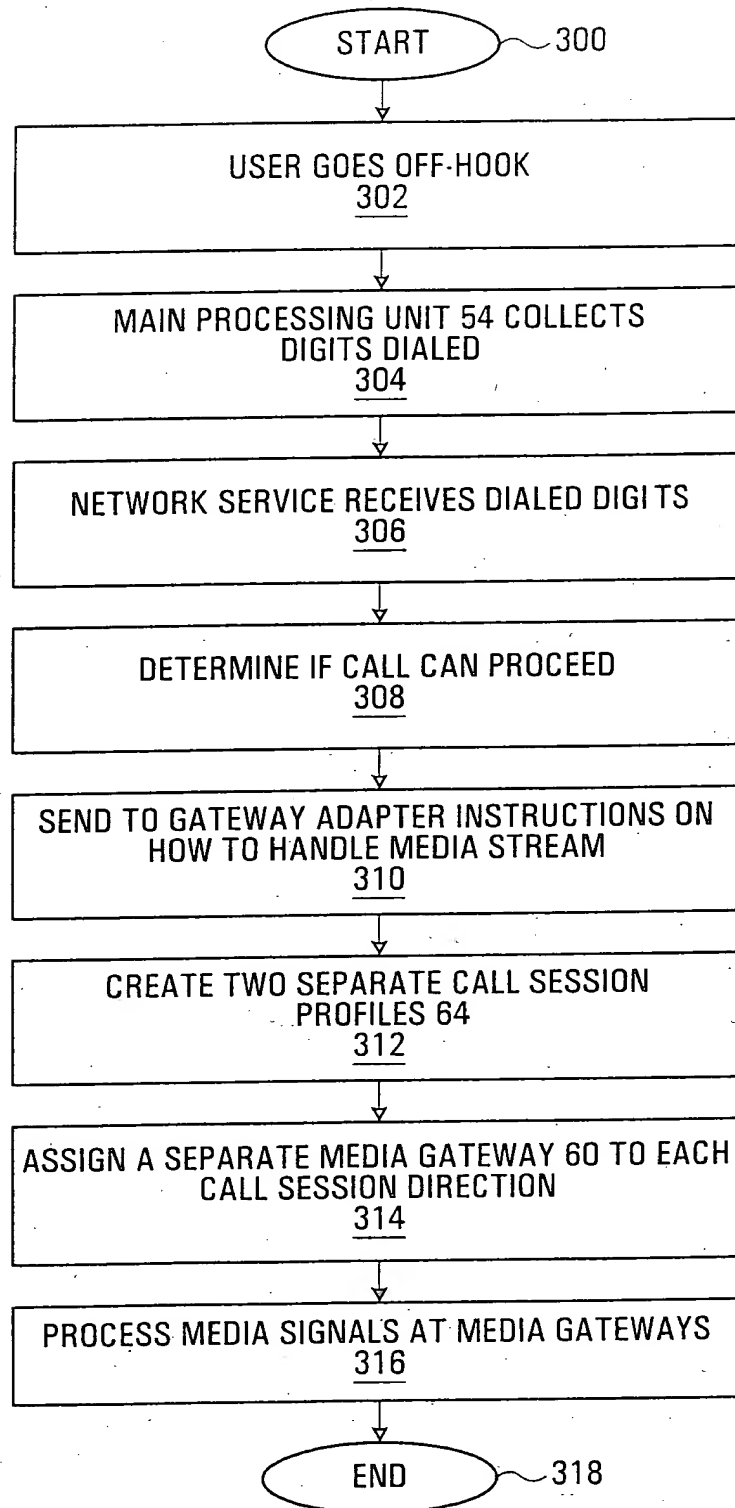 START
300
USER GOES OFF-HOOK
302
MAIN PROCESSING UNIT 54 COLLECTS
DIGITS DIALED
304
NETWORK SERVICE RECEIVES DIALED DIGITS
306
DETERMINE IF CALL CAN PROCEED
308
SEND TO GATEWAY ADAPTER INSTRUCTIONS ON
HOW TO HANDLE MEDIA STREAM
310
CREATE TWO SEPARATE CALL SESSION
PROFILES 64
312
ASSIGN A SEPARATE MEDIA GATEWAY 60 TO EACH
CALL SESSION DIRECTION
314
PROCESS MEDIA SIGNALS AT MEDIA GATEWAYS
316
END
318